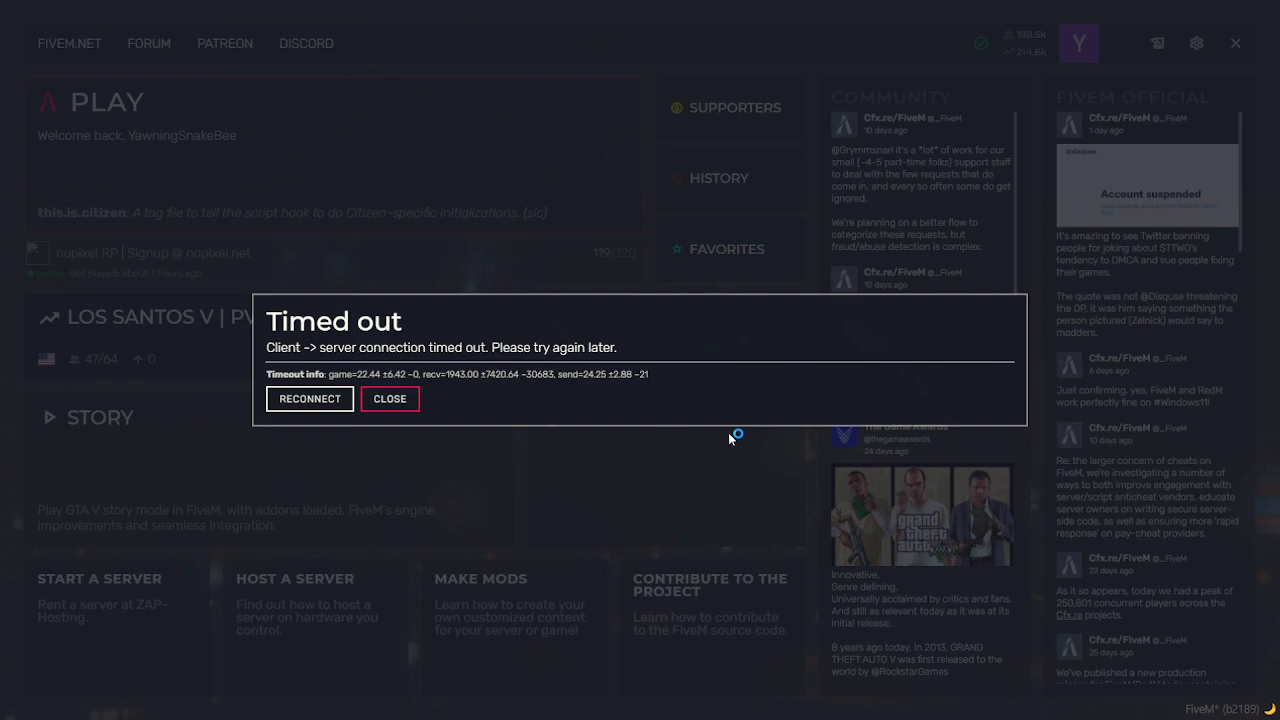 FIVEM.NET FORUM PATREON DISCORD
198.5k
214.6k
Y
PLAY
Welcome back, YawningSnakeBee
this.is.citizen: A tag file to tell the script hook to do Citizen-specific initializations. (sic)
nopixel RP | Signup @ nopixel.net 119/120
last played: about 7 hours ago
LOS SANTOS V | PV
47/64 0
STORY
Play GTA V story mode in FiveM, with addons loaded, FiveM's engine
improvements and seamless integration.
SUPPORTERS
HISTORY
FAVORITES
Timed out
Client -> server connection timed out. Please try again later.
Timeout info: game=22.44 ±6.42 ~0, recv=1943.00 ±7420.64 ~30683, send=24.25 ±2.88 ~21
RECONNECT CLOSE
START A SERVER
Rent a server at ZAP-
Hosting.
HOST A SERVER
Find out how to host a
server on hardware you
control.
MAKE MODS
Learn how to create your
own customized content
for your server or game!
CONTRIBUTE TO THE
PROJECT
Learn how to contribute
to the FiveM source code.
COMMUNITY
Cfx.re/FiveM @_FiveM
10 days ago
@Grymmsnarl it's a *lot* of work for our
small (~4-5 part-time folks) support staff
to deal with the few requests that do
come in, and every so often some do get
ignored.
We're planning on a better flow to
categorize these requests, but
fraud/abuse detection is complex.
Cfx.re/FiveM @_FiveM
10 days ago
The Game Awards
@thegameawards
24 days ago
grand
theft
auto
Innovative.
Genre defining.
Universally acclaimed by critics and fans.
And still as relevant today as it was at its
initial release.
8 years ago today, in 2013, GRAND
THEFT AUTO V was first released to the
world by @RockstarGames
FIVEM OFFICIAL
Cfx.re/FiveM @_FiveM
1 day ago
@disquse
Account suspended
It's amazing to see Twitter banning
people for joking about $TTWO's
tendency to DMCA and sue people fixing
their games.
The quote was not @Disquse threatening
the OP, it was him saying something the
person pictured (Zelnick) would say to
modders.
Cfx.re/FiveM @_FiveM
6 days ago
Just confirming, yes, FiveM and RedM
work perfectly fine on #Windows11!
Cfx.re/FiveM @_FiveM
10 days ago
Re: the larger concern of cheats on
FiveM, we're investigating a number of
ways to both improve engagement with
server/script anticheat vendors, educate
server owners on writing secure server-
side code, as well as ensuring more 'rapid
response' on pay-cheat providers.
Cfx.re/FiveM @_FiveM
22 days ago
As it so appears, today we had a peak of
250.801 concurrent players across the
Cfx.re projects.
Cfx.re/FiveM @_FiveM
25 days ago
We've published a new production
FiveM* (b2189)